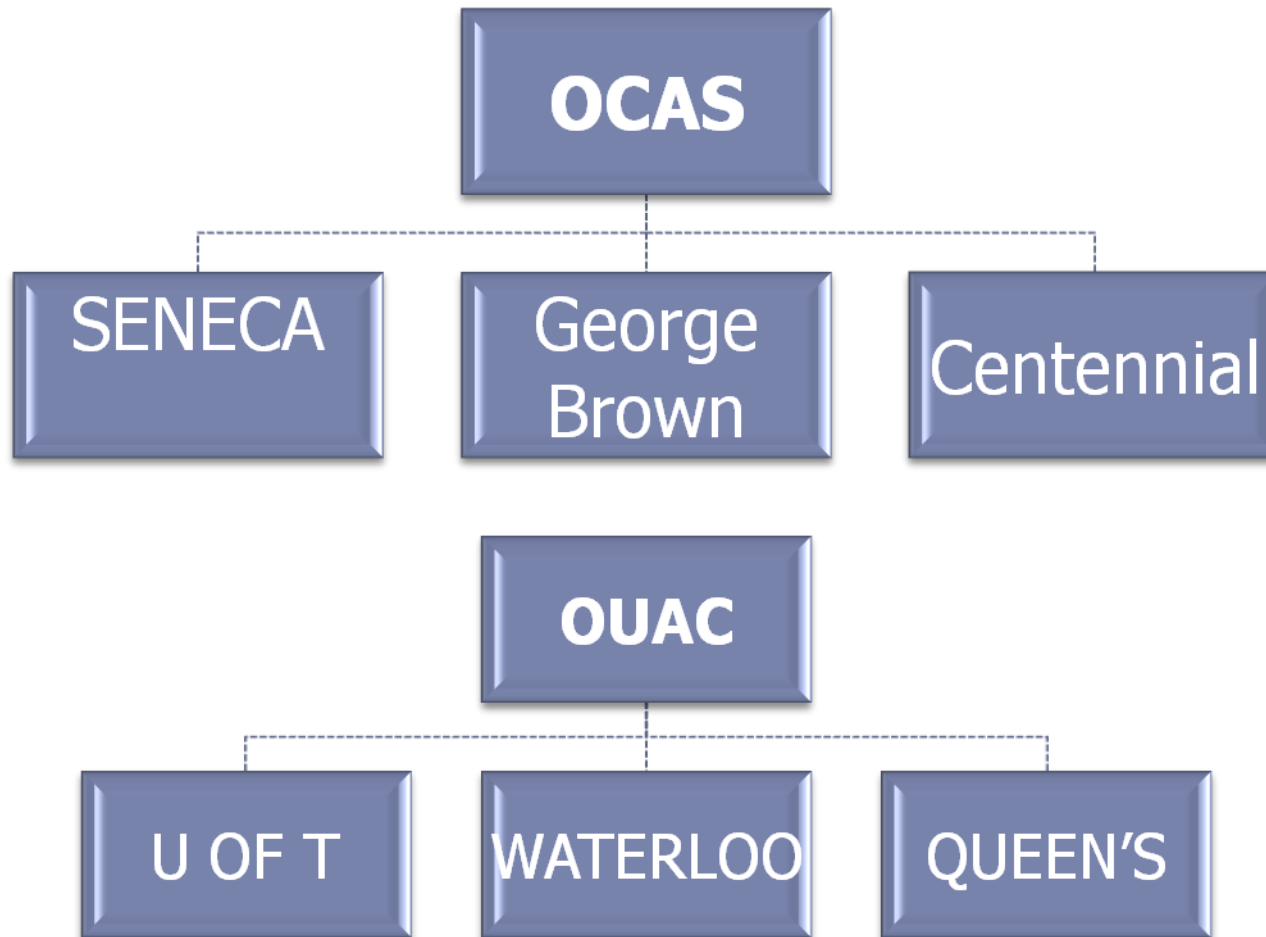 OCAS
SENECA
George
Brown
Centennial
OUAC
U OF T
WATERLOO
QUEEN’S